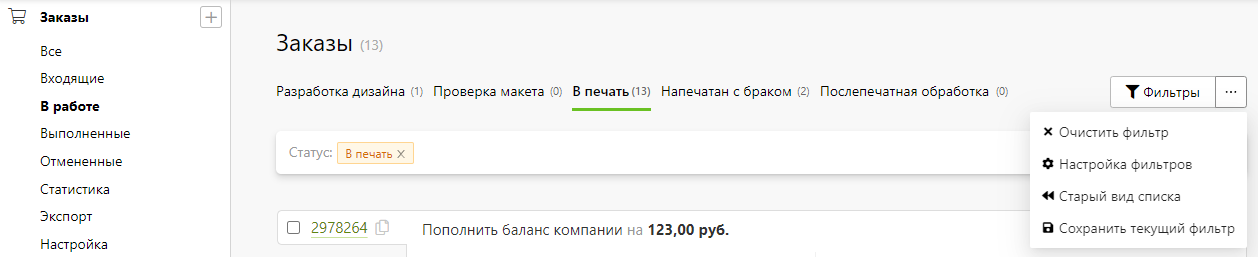 Заказы
Все
Входящие
В работе
Выполненные
Отмененные
Статистика
Экспорт
Настройка
Заказы (13)
Разработка дизайна (1) Проверка макета (0) В печать (13) Напечатан с браком (2) Послепечатная обработка (0)
Фильтры ...
Очистить фильтр
Настройка фильтров
Старый вид списка
Сохранить текущий фильтр
Статус: В печать ×
2978264
Пополнить баланс компании на 123,00 руб.